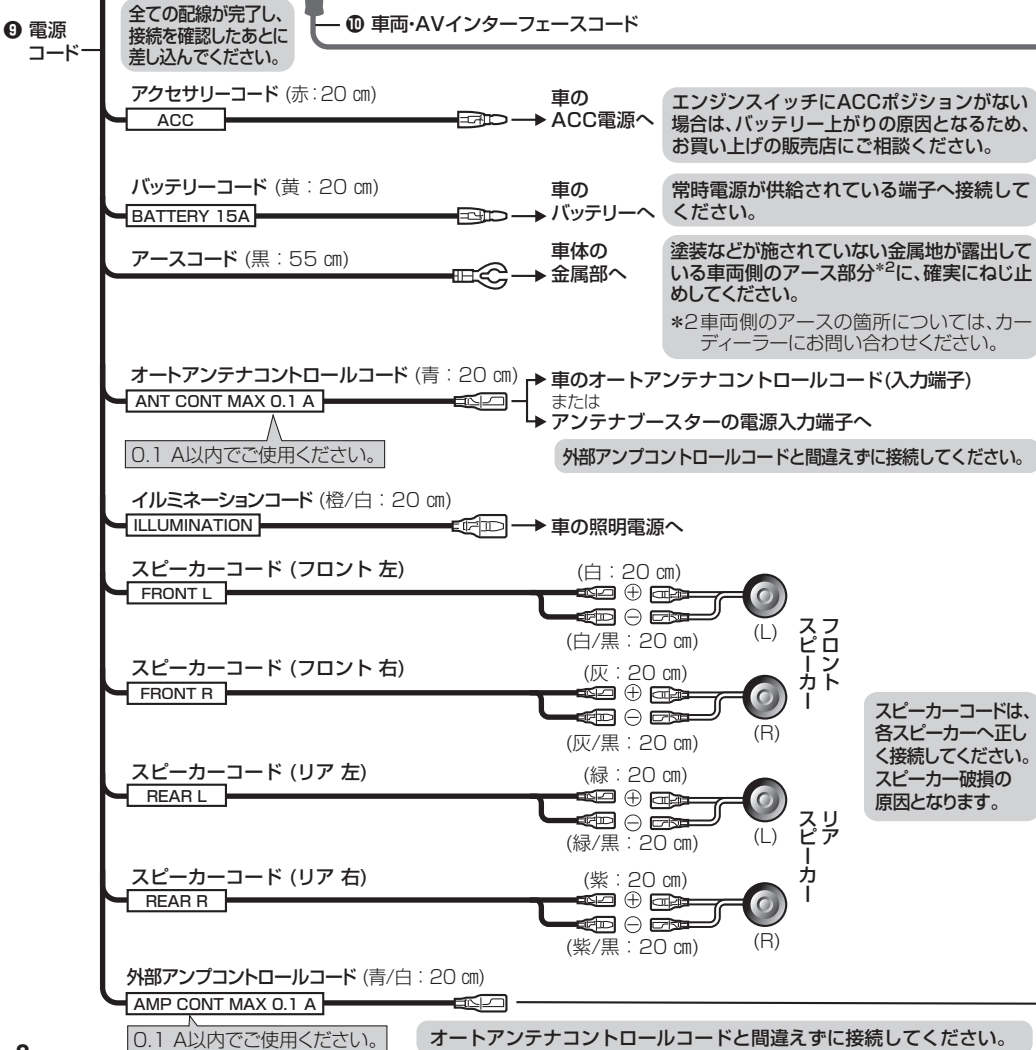 ❾ 電源
コード
全ての配線が完了し、
接続を確認したあとに
差し込んでください。
❿ 車両・AVインターフェースコード
アクセサリーコード (赤：20 ㎝)
ACC
車の
ACC電源へ
エンジンスイッチにACCポジションがない
場合は、バッテリー上がりの原因となるため、
お買い上げの販売店にご相談ください。
バッテリーコード (黄：20 ㎝)
BATTERY 15A
車の
バッテリーへ
常時電源が供給されている端子へ接続して
ください。
アースコード (黒：55 ㎝)
車体の
金属部へ
塗装などが施されていない金属地が露出して
いる車両側のアース部分*2に、確実にねじ止
めしてください。
*2車両側のアースの箇所については、カー
ディーラーにお問い合わせください。
オートアンテナコントロールコード (青：20 ㎝)
ANT CONT MAX 0.1 A
0.1 A以内でご使用ください。
車のオートアンテナコントロールコード(入力端子)
または
アンテナブースターの電源入力端子へ
外部アンプコントロールコードと間違えずに接続してください。
イルミネーションコード (橙/白：20 ㎝)
ILLUMINATION
車の照明電源へ
スピーカーコード (フロント 左)
FRONT L
(白：20 ㎝)
⊕
⊖
(白/黒：20 ㎝)
(L)
スピーカーコード (フロント 右)
FRONT R
(灰：20 ㎝)
⊕
⊖
(灰/黒：20 ㎝)
(R)
フロント
スピーカー
スピーカーコードは、
各スピーカーへ正し
く接続してください。
スピーカー破損の
原因となります。
スピーカーコード (リア 左)
REAR L
(緑：20 ㎝)
⊕
⊖
(緑/黒：20 ㎝)
(L)
スピーカーコード (リア 右)
REAR R
(紫：20 ㎝)
⊕
⊖
(紫/黒：20 ㎝)
(R)
リア
スピーカー
外部アンプコントロールコード (青/白：20 ㎝)
AMP CONT MAX 0.1 A
0.1 A以内でご使用ください。
オートアンテナコントロールコードと間違えずに接続してください。